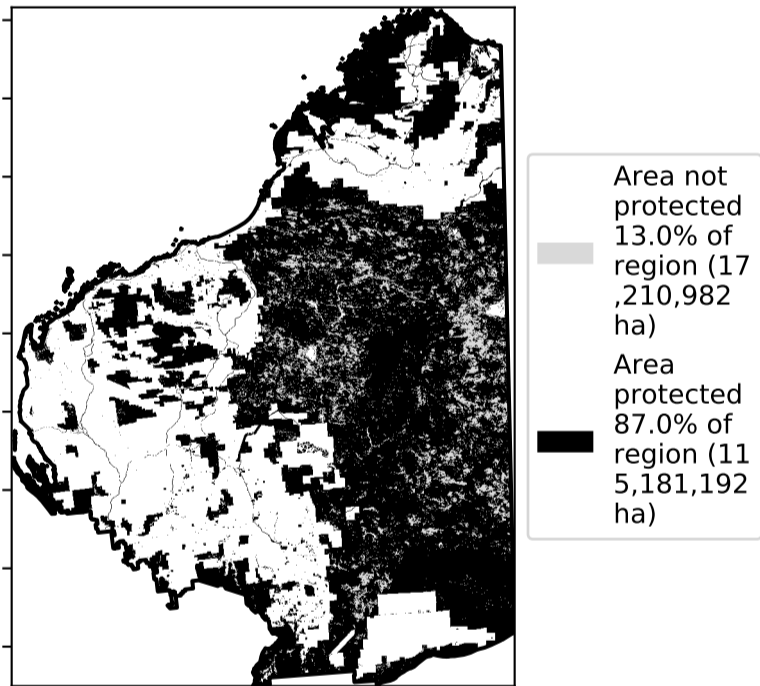 Area not
protected
13.0% of
region (17
,210,982
ha)
Area
protected
87.0% of
region (11
5,181,192
ha)